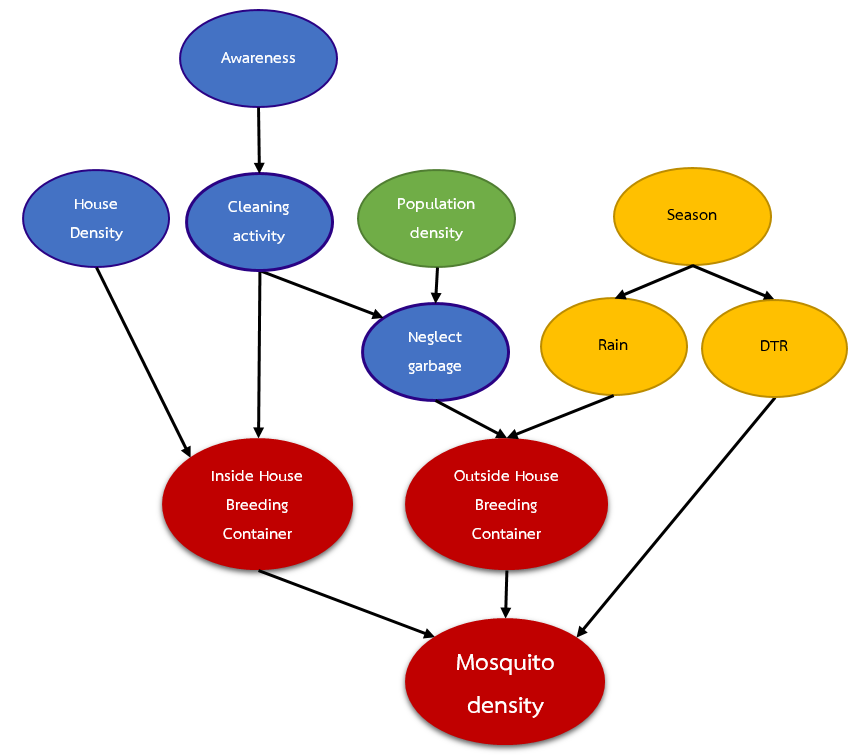 Awareness
House
Density
Cleaning
activity
Population
density
Season
Neglect
garbage
Rain
DTR
Inside House
Breeding
Container
Outside House
Breeding
Container
Mosquito
density